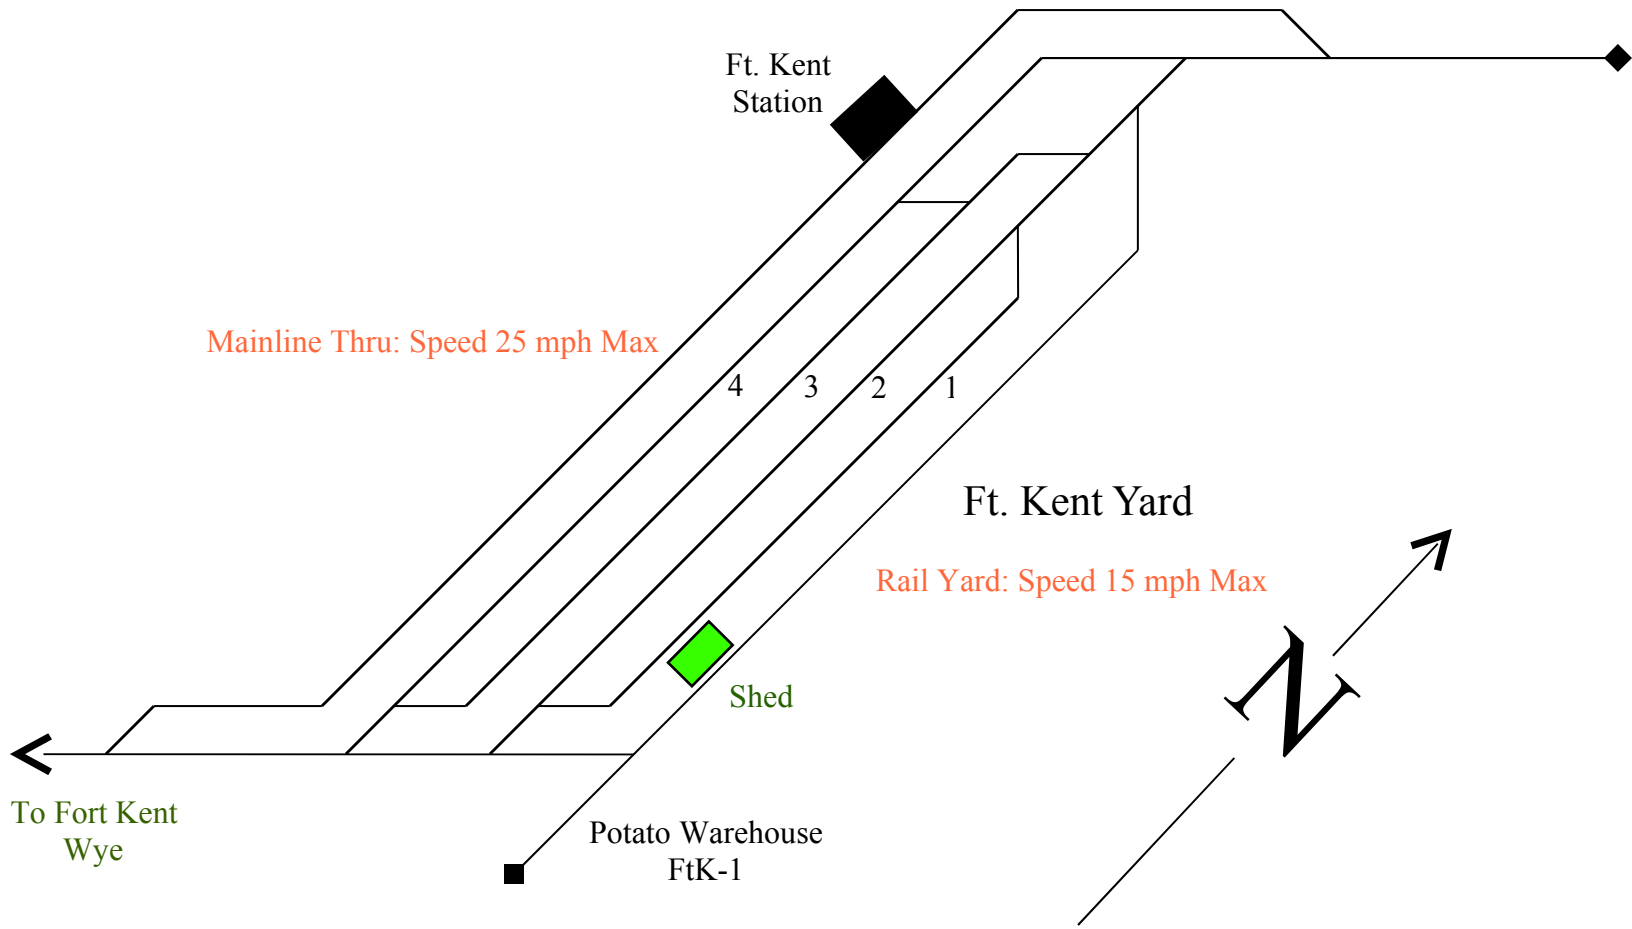 Ft. Kent
Station
Mainline Thru: Speed 25 mph Max
4 3 2 1
Ft. Kent Yard
Rail Yard: Speed 15 mph Max
N
Shed
To Fort Kent
Wye
Potato Warehouse
FtK-1